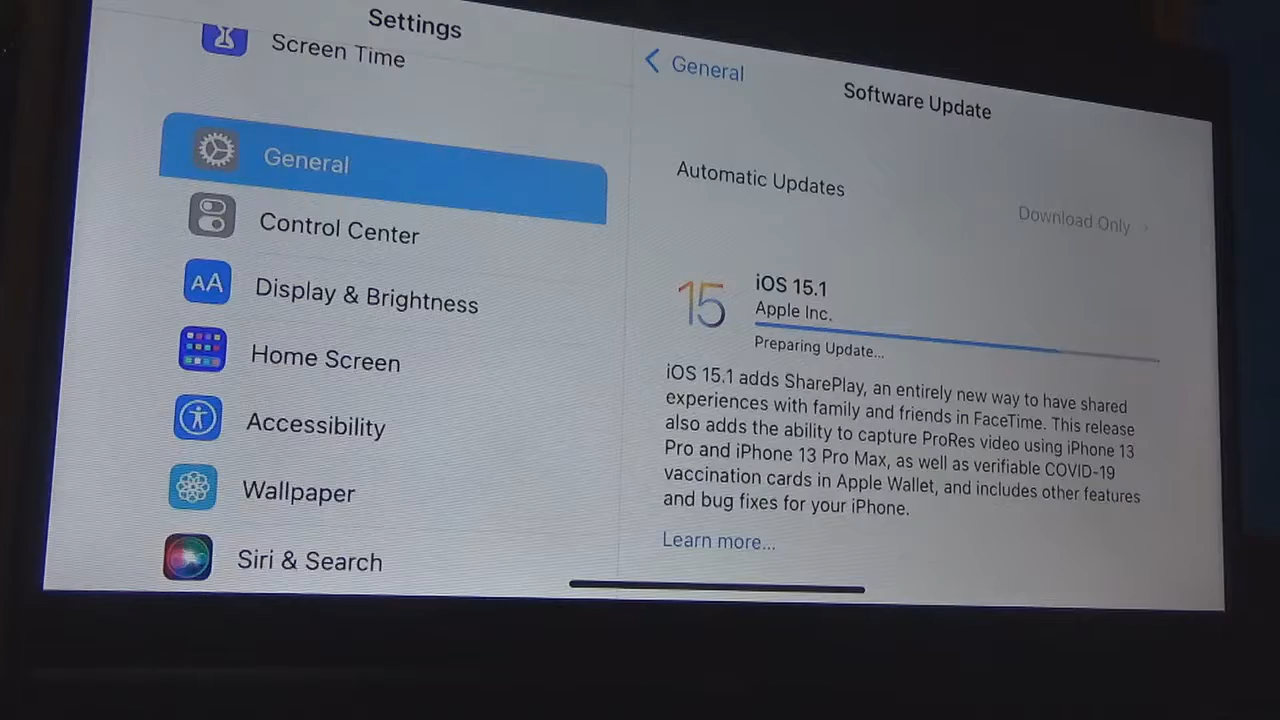 Settings
Screen Time
General
Control Center
AA
Display & Brightness
Home Screen
Accessibility
Wallpaper
Siri & Search
General
Software Update
Automatic Updates
Download Only
15
iOS 15.1
Apple Inc.
Preparing Update...
iOS 15.1 adds SharePlay, an entirely new way to have shared
experiences with family and friends in FaceTime. This release
also adds the ability to capture ProRes video using iPhone 13
Pro and iPhone 13 Pro Max, as well as verifiable COVID-19
vaccination cards in Apple Wallet, and includes other features
and bug fixes for your iPhone.
Learn more...